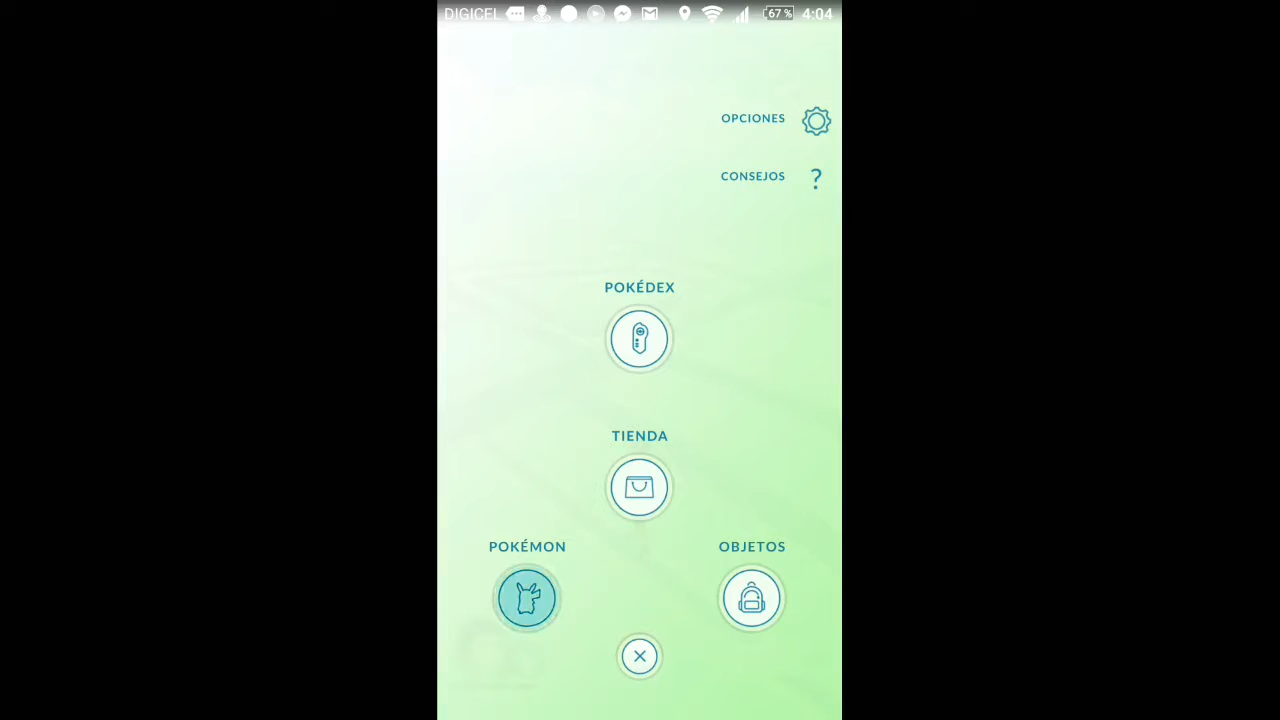 DIGICEL 67 % 4:04
OPCIONES
CONSEJOS ?
POKÉDEX
TIENDA
POKÉMON OBJETOS